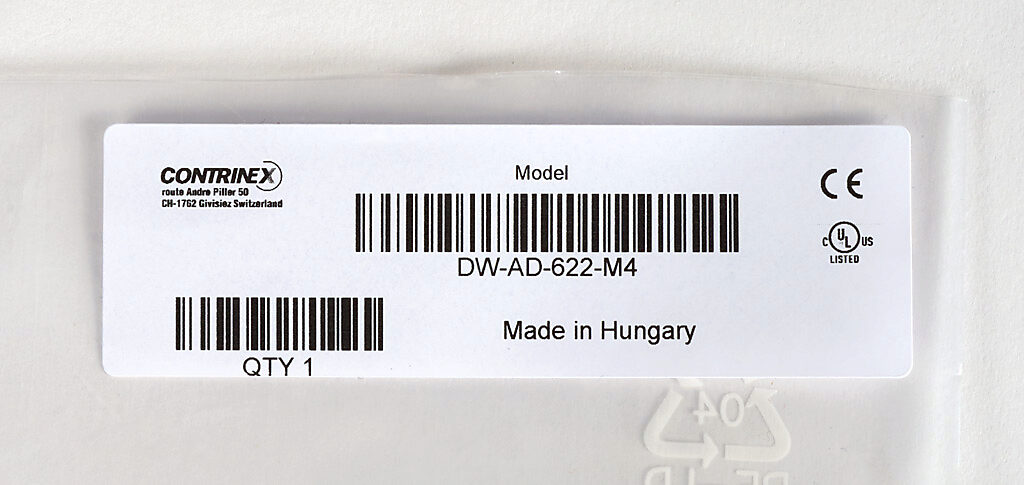 CONTRINEX
route André Piller 50
CH-1762 Givisiez Switzerland
Model
DW-AD-622-M4
QTY 1
Made in Hungary
CE
C UL US
LISTED
04
PE-LD